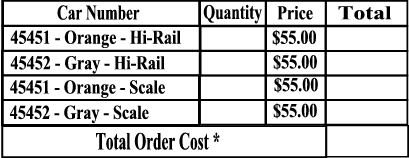 Car Number Quantity Price Total
45451 - Orange - Hi-Rail $55.00
45452 - Gray - Hi-Rail $55.00
45451 - Orange - Scale $55.00
45452 - Gray - Scale $55.00
Total Order Cost *